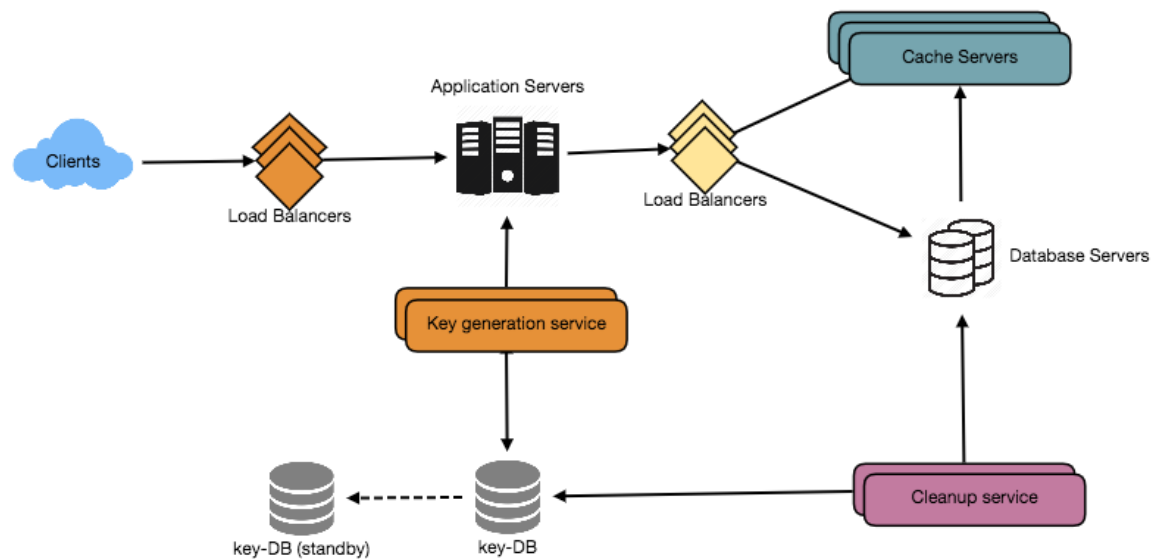 Cache Servers
Application Servers
Clients
Load Balancers
Load Balancers
Database Servers
Key generation service
Cleanup service
key-DB (standby)
key-DB